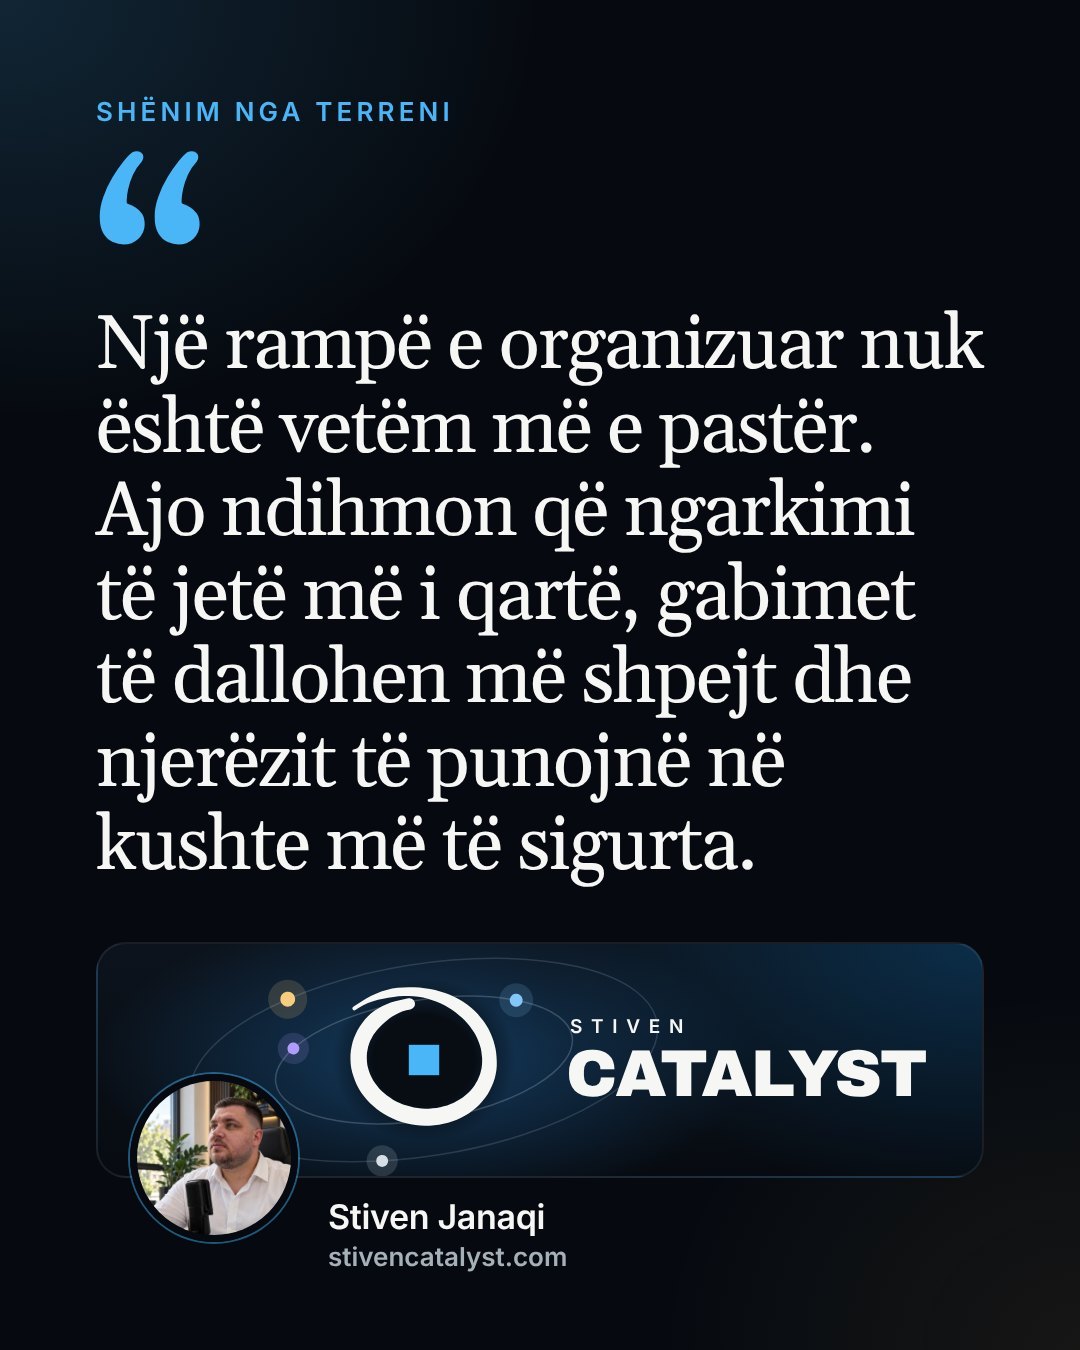 SHËNIM NGA TERRENI
“
Një rampë e organizuar nuk
është vetëm më e pastër.
Ajo ndihmon që ngarkimi
të jetë më i qartë, gabimet
të dallohen më shpejt dhe
njerëzit të punojnë në
kushte më të sigurta.
STIVEN
CATALYST
Stiven Janaqi
stivencatalyst.com